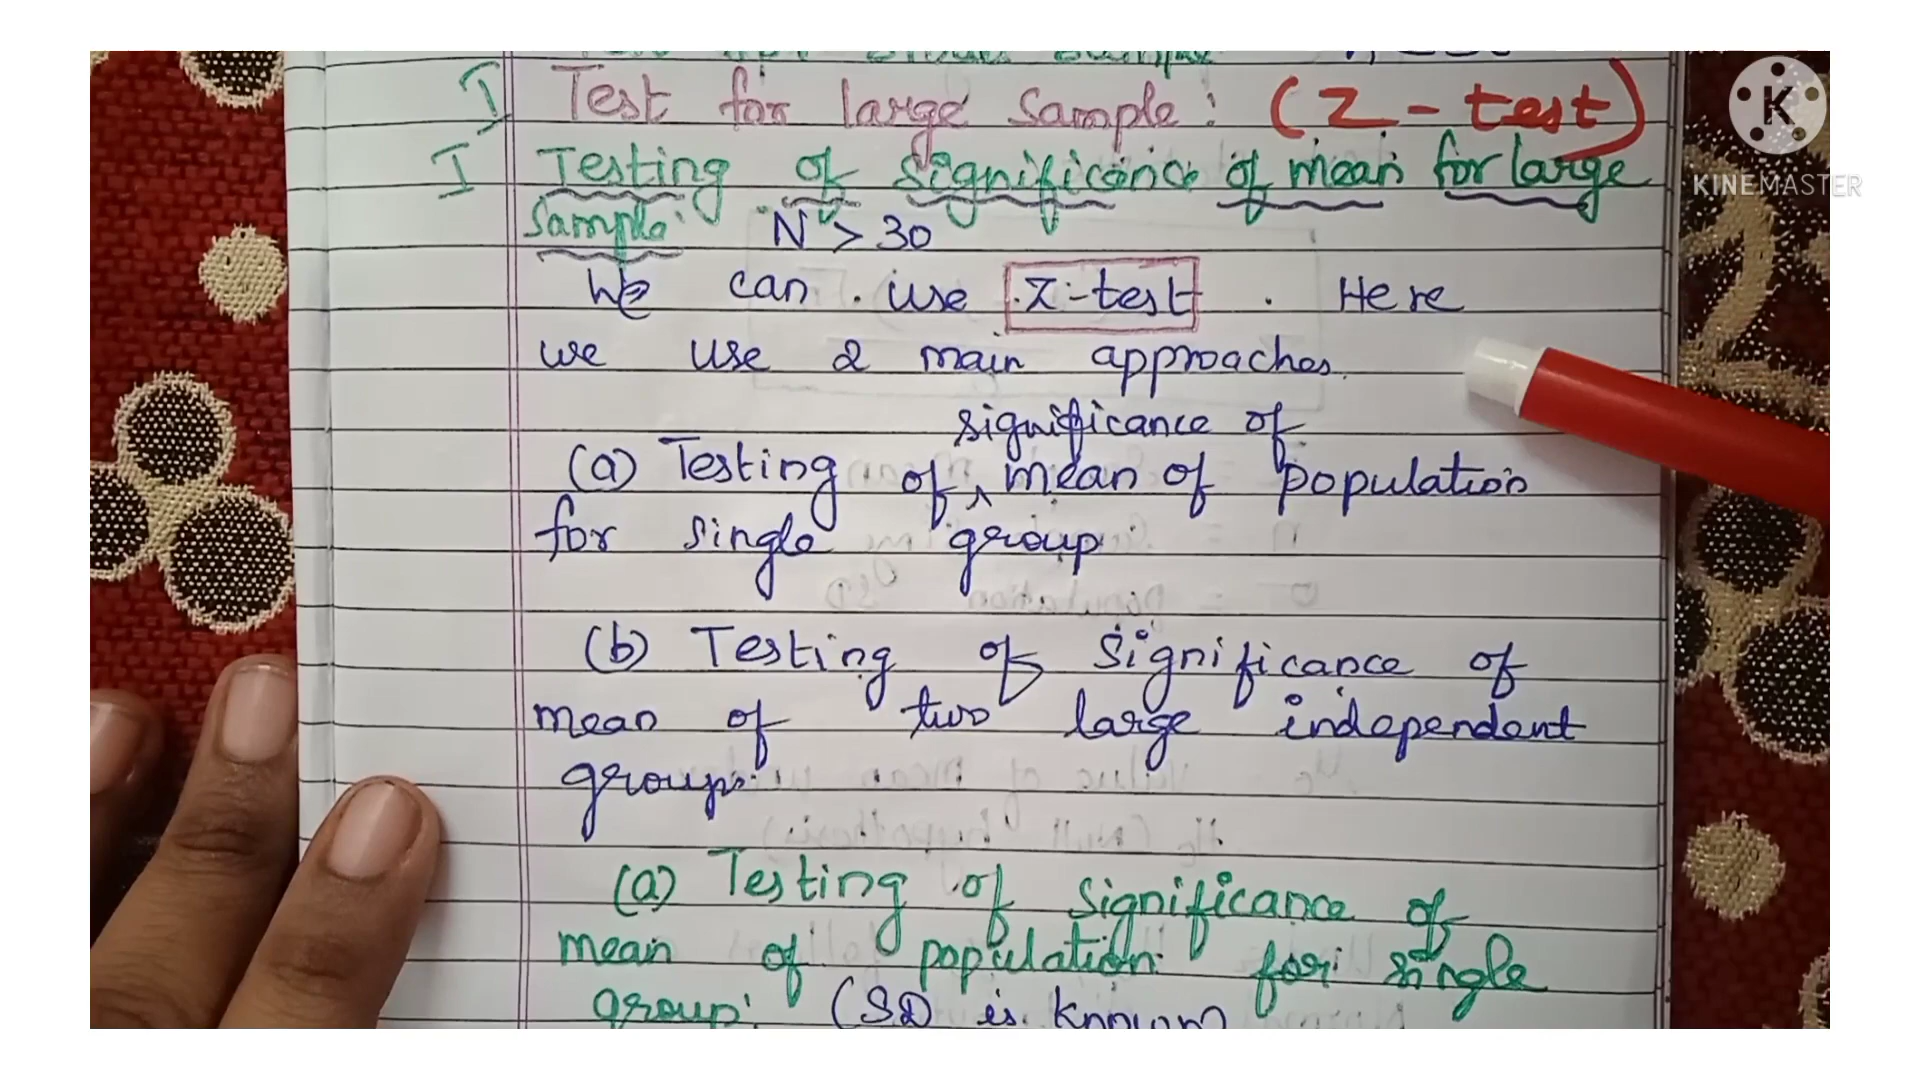 I Test for large Sample: (Z - test)
I Testing of significance of mean for large
Sample: N > 30
We can use Z-test. Here
we use 2 main approaches.
significance of
(a) Testing of ^ mean of population
for single group
(b) Testing of Significance of
mean of two large independent
groups.
(a) Testing of Significance of
mean of population for single
group: (SD is known)
K
KINEMASTER